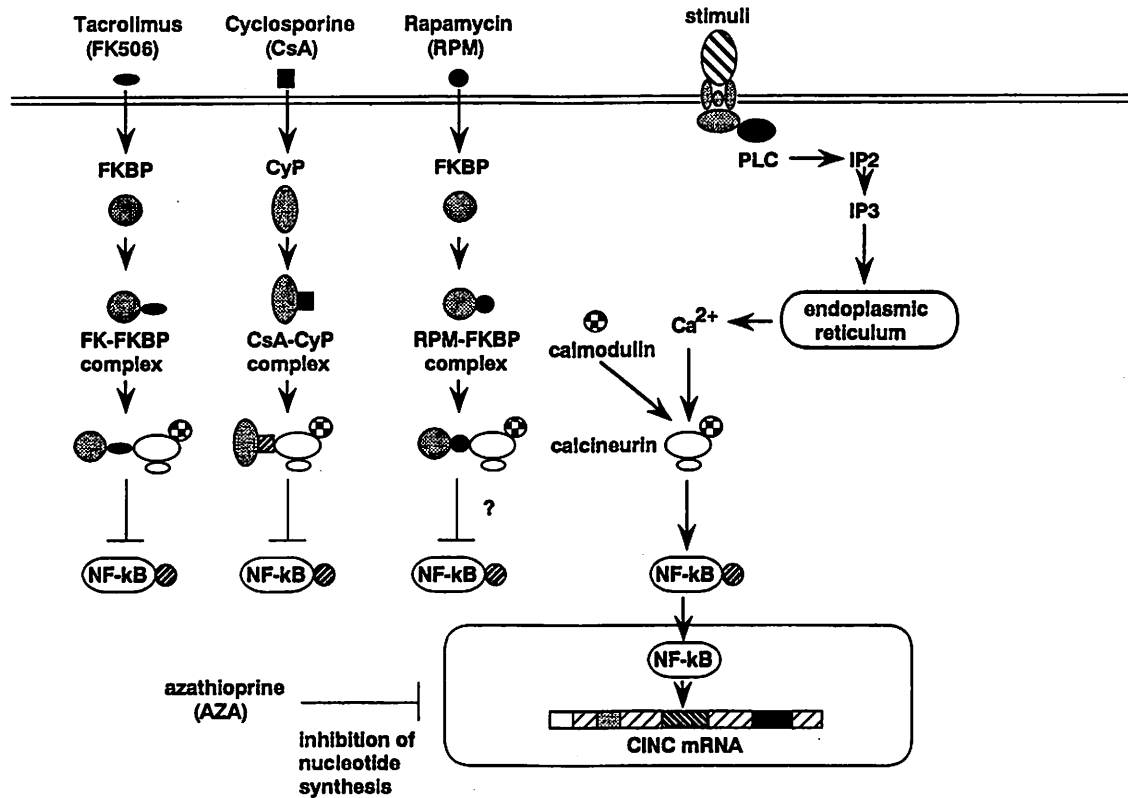 Tacrolimus
(FK506)
Cyclosporine
(CsA)
Rapamycin
(RPM)
stimuli
FKBP
CyP
FKBP
PLC
IP2
IP3
endoplasmic
reticulum
Ca2+
calmodulin
FK-FKBP
complex
CsA-CyP
complex
RPM-FKBP
complex
calcineurin
?
NF-kB
NF-kB
NF-kB
NF-kB
NF-kB
azathioprine
(AZA)
inhibition of
nucleotide
synthesis
CINC mRNA